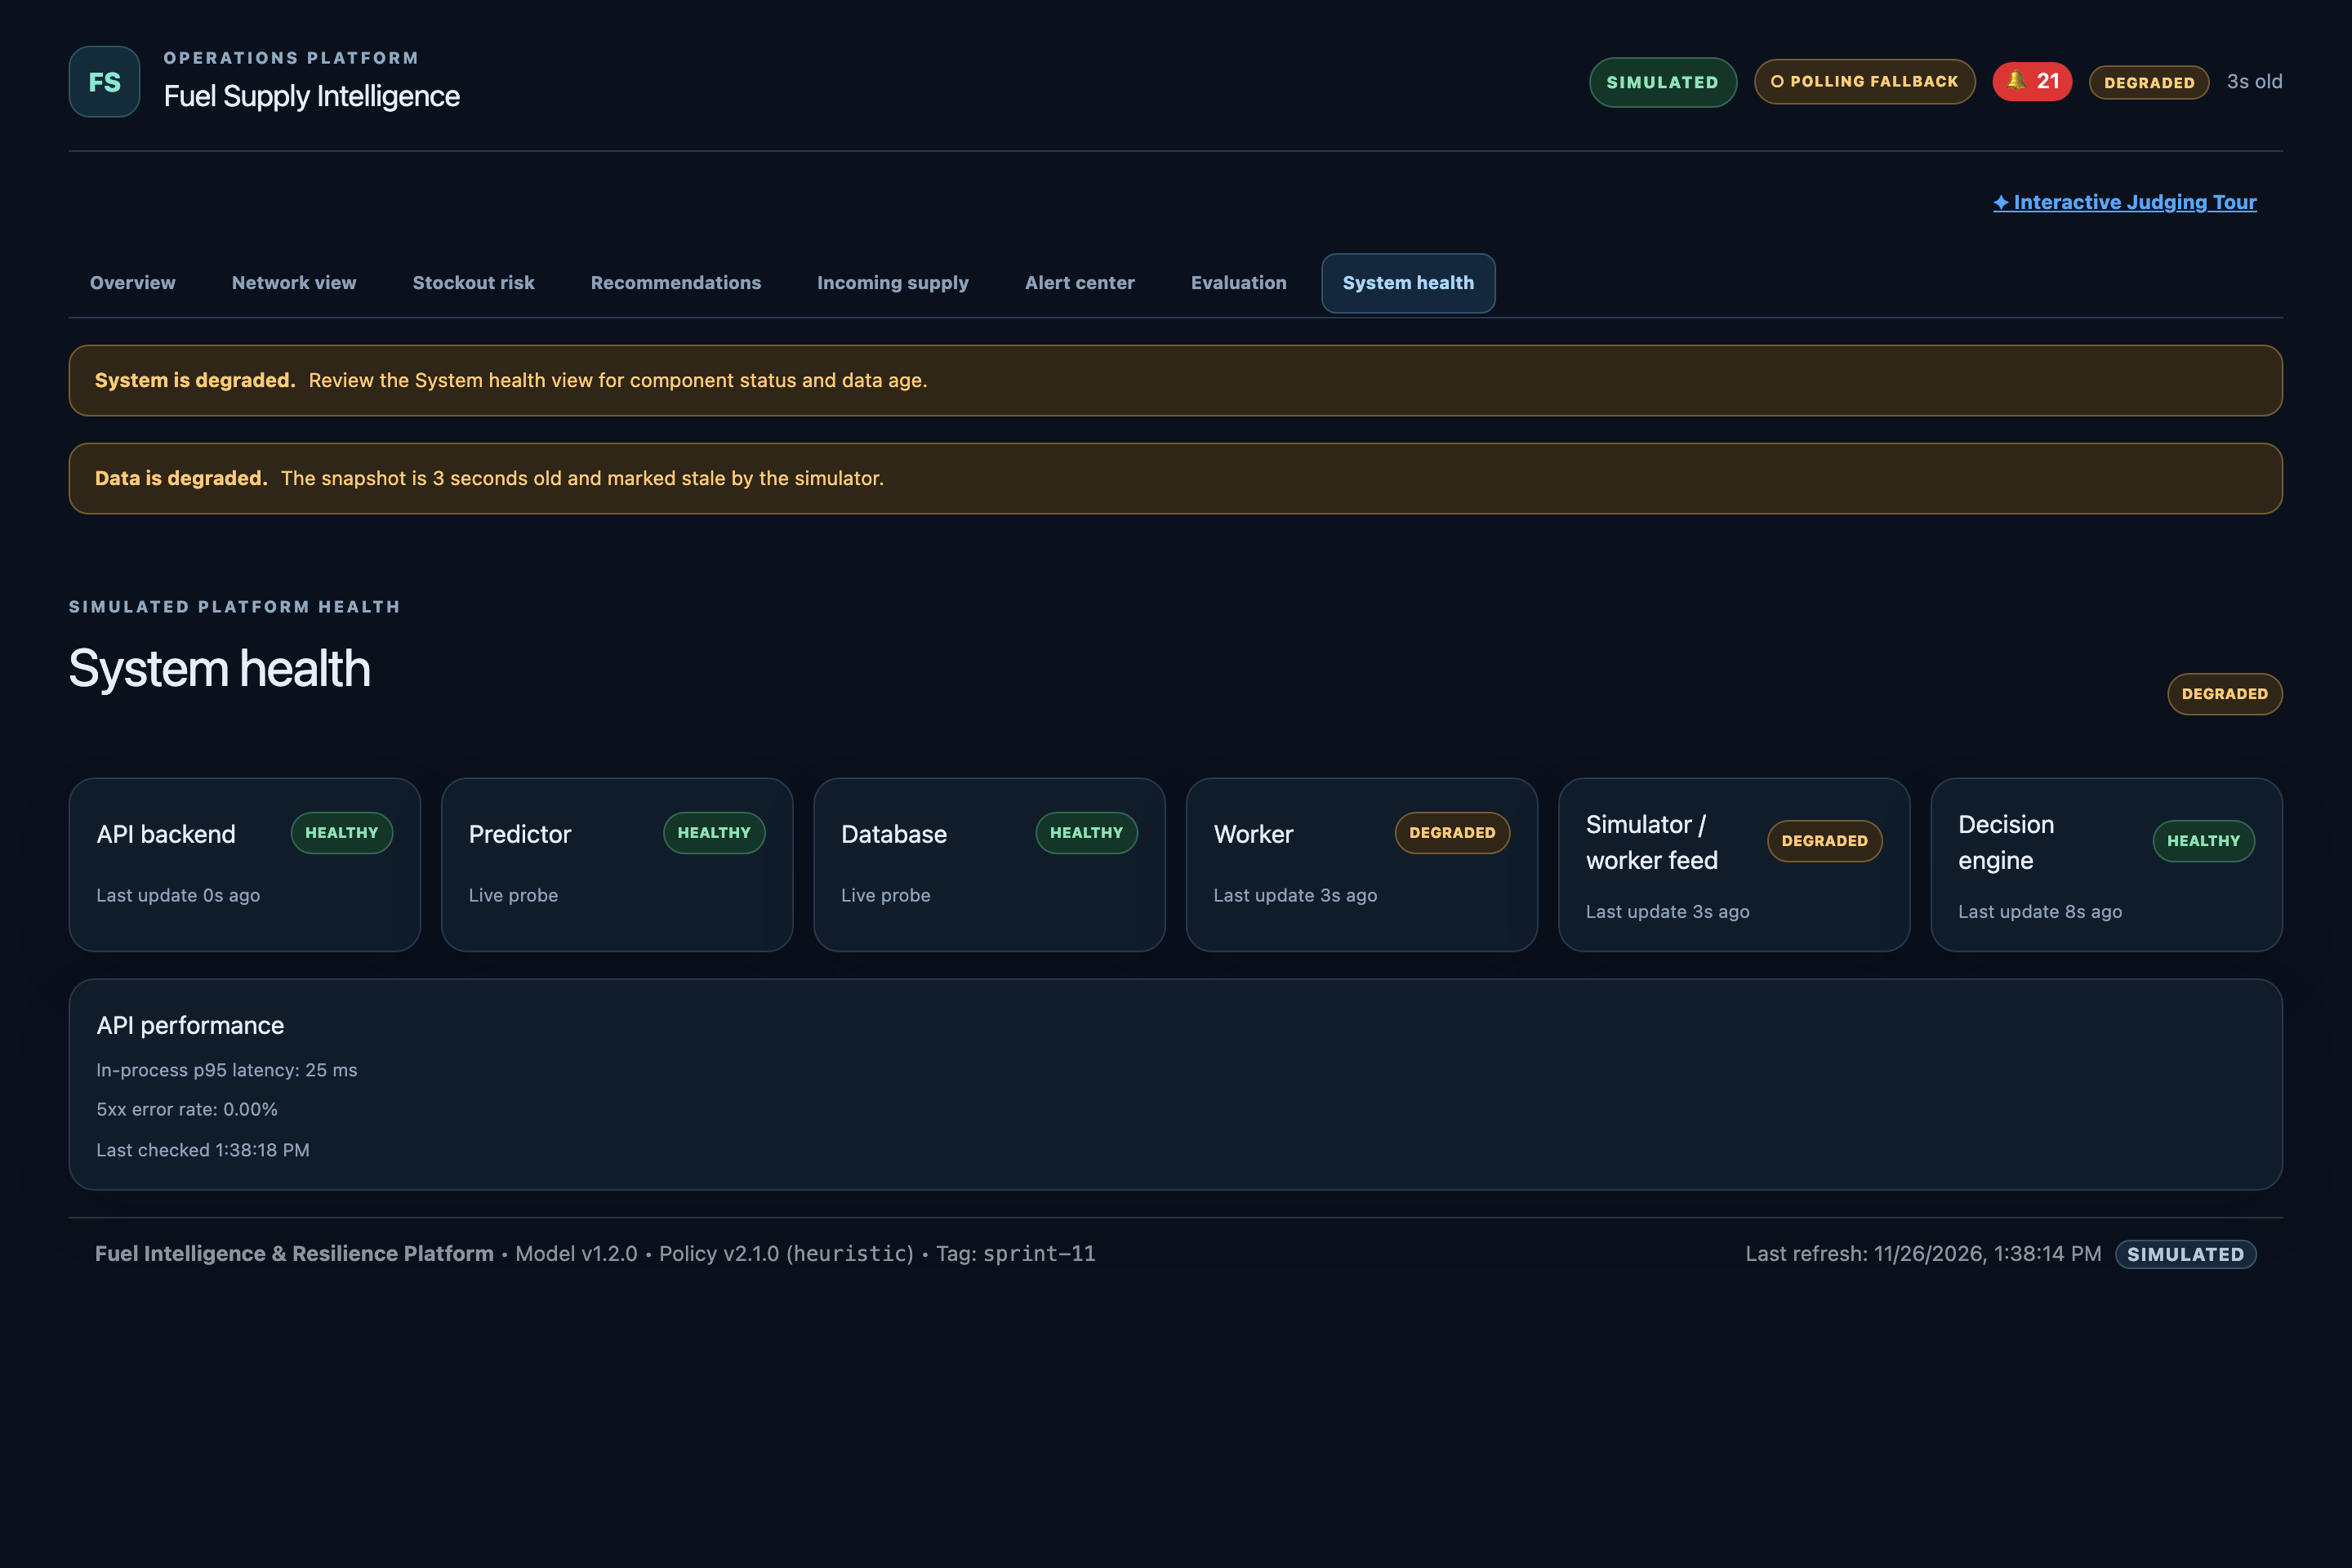 FS
OPERATIONS PLATFORM
Fuel Supply Intelligence
SIMULATED
POLLING FALLBACK
21
DEGRADED
3s old
✦ Interactive Judging Tour
Overview
Network view
Stockout risk
Recommendations
Incoming supply
Alert center
Evaluation
System health
System is degraded. Review the System health view for component status and data age.
Data is degraded. The snapshot is 3 seconds old and marked stale by the simulator.
SIMULATED PLATFORM HEALTH
System health
DEGRADED
API backend
HEALTHY
Last update 0s ago
Predictor
HEALTHY
Live probe
Database
HEALTHY
Live probe
Worker
DEGRADED
Last update 3s ago
Simulator /
worker feed
DEGRADED
Last update 3s ago
Decision
engine
HEALTHY
Last update 8s ago
API performance
In-process p95 latency: 25 ms
5xx error rate: 0.00%
Last checked 1:38:18 PM
Fuel Intelligence & Resilience Platform • Model v1.2.0 • Policy v2.1.0 (heuristic) • Tag: sprint-11
Last refresh: 11/26/2026, 1:38:14 PM
SIMULATED